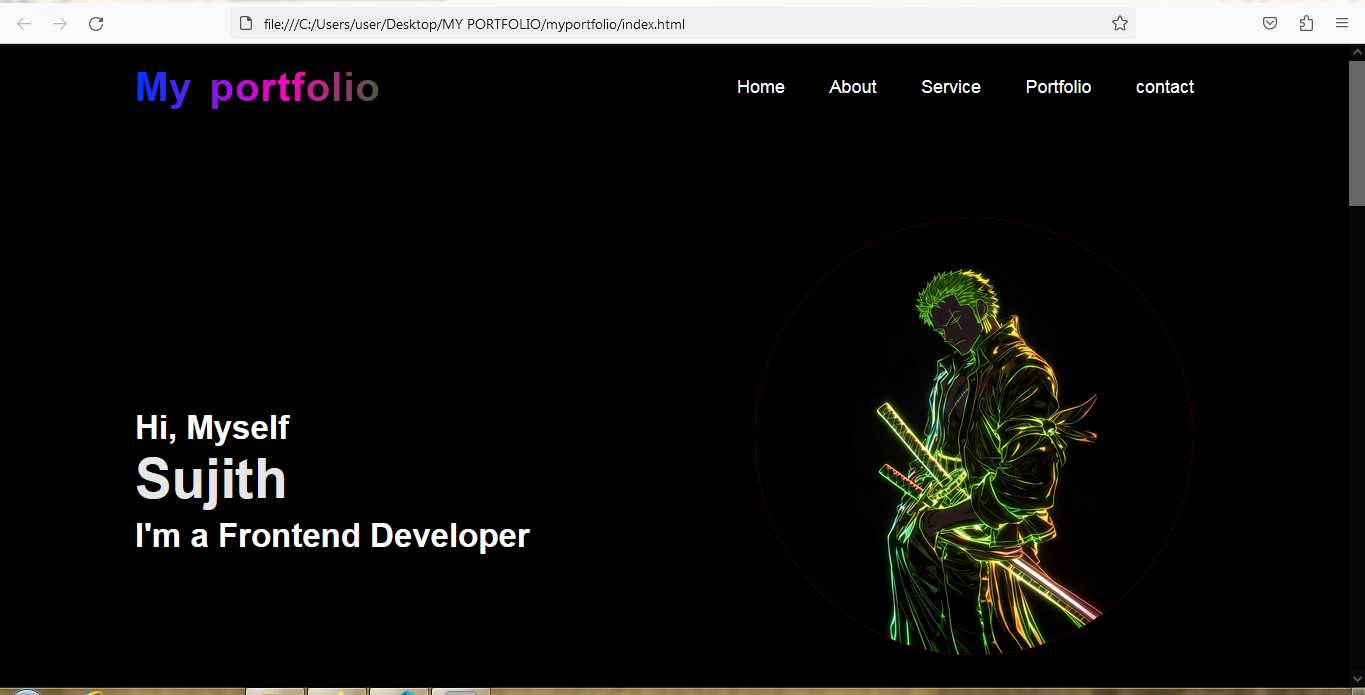 file:///C:/Users/user/Desktop/MY PORTFOLIO/myportfolio/index.html
My portfolio
Home About Service Portfolio contact
Hi, Myself
Sujith
I'm a Frontend Developer